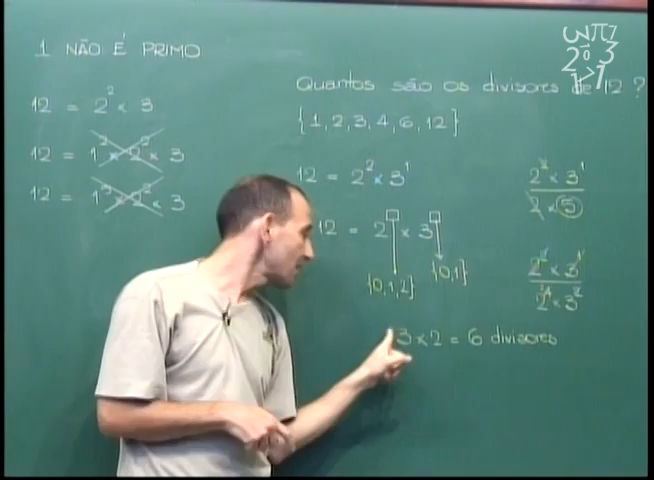 1 NÃO É PRIMO
12 = 2² × 3
12 = 1² × 2² × 3
12 = 1³ × 2² × 3
Quantos são os divisores de 12 ?
{1, 2, 3, 4, 6, 12}
12 = 2² × 3¹
12 = 2 × 3
{0,1,2} {0,1}
3 × 2 = 6 divisores
2² × 3¹
2 × 5
2² × 3¹
× 3²